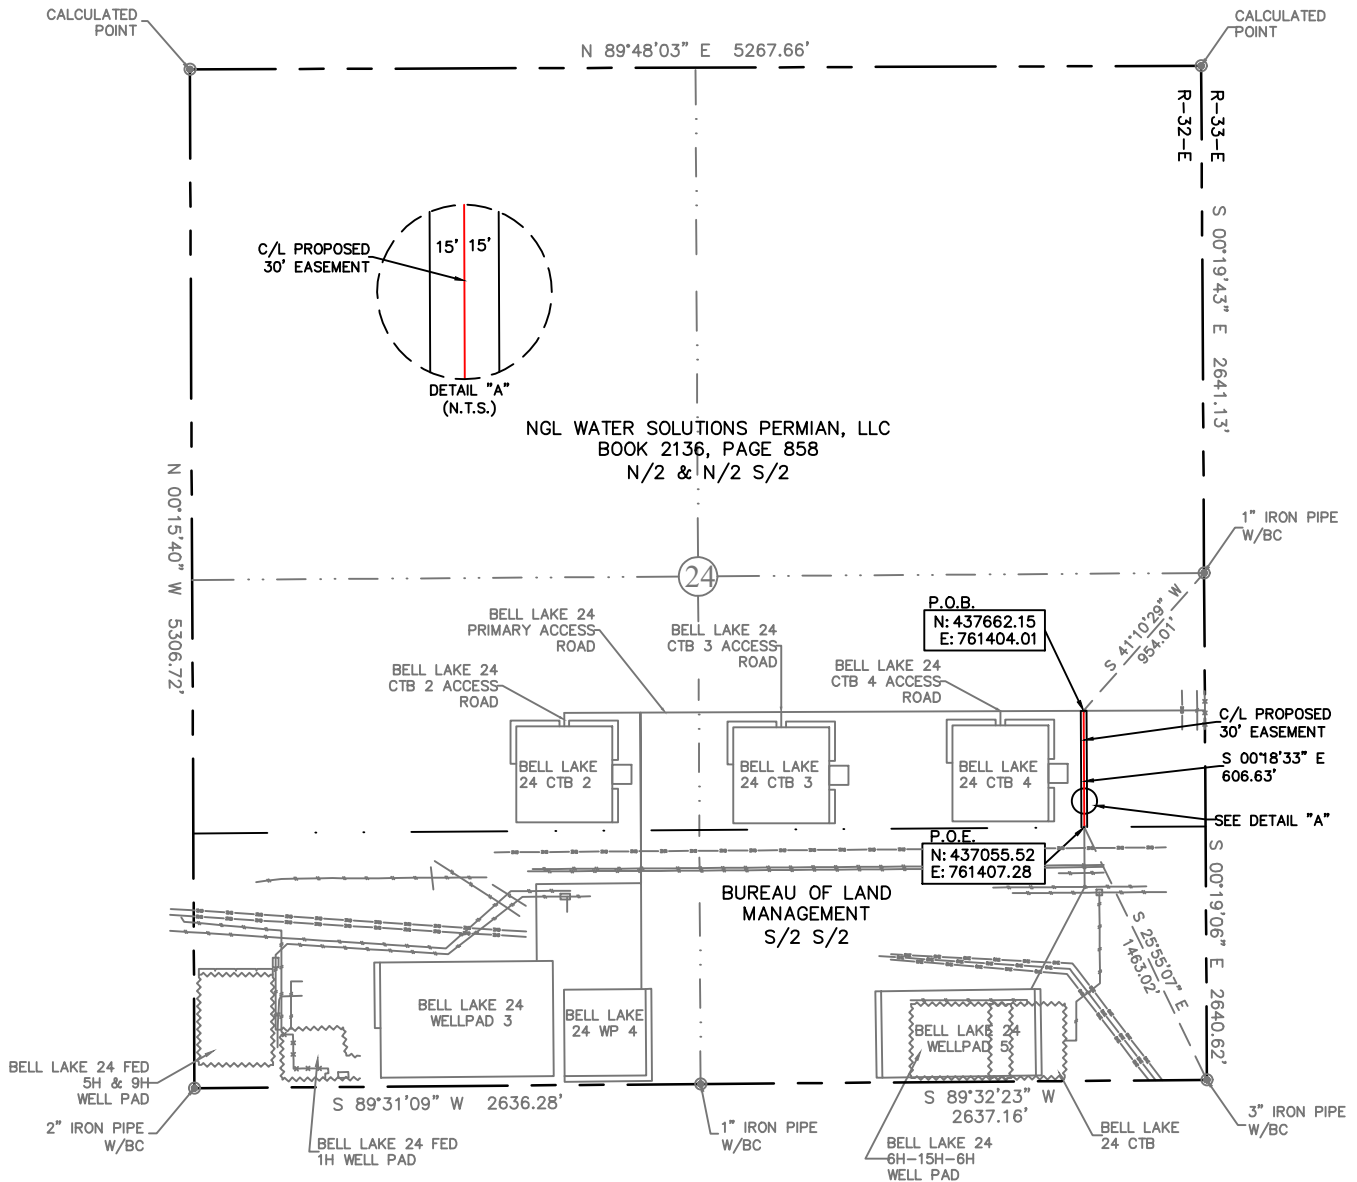 CALCULATED
POINT
N 89°48'03" E 5267.66'
CALCULATED
POINT
R-32-E
R-33-E
S 00°19'43" E 2641.13'
C/L PROPOSED
30' EASEMENT
15' 15'
DETAIL "A"
(N.T.S.)
NGL WATER SOLUTIONS PERMIAN, LLC
BOOK 2136, PAGE 858
N/2 & N/2 S/2
N 00°15'40" W 5306.72'
1" IRON PIPE
W/BC
24
P.O.B.
N: 437662.15
E: 761404.01
S 41°10'29" W
954.01'
BELL LAKE 24
PRIMARY ACCESS
ROAD
BELL LAKE 24
CTB 3 ACCESS
ROAD
BELL LAKE 24
CTB 2 ACCESS
ROAD
BELL LAKE 24
CTB 4 ACCESS
ROAD
C/L PROPOSED
30' EASEMENT
S 00°18'33" E
606.63'
SEE DETAIL "A"
BELL LAKE
24 CTB 2
BELL LAKE
24 CTB 3
BELL LAKE
24 CTB 4
P.O.E.
N: 437055.52
E: 761407.28
BUREAU OF LAND
MANAGEMENT
S/2 S/2
S 25°55'07" E
1463.02'
S 00°19'06" E 2640.62'
BELL LAKE 24
WELLPAD 3
BELL LAKE
24 WP 4
BELL LAKE 24
WELLPAD 5
BELL LAKE 24 FED
5H & 9H
WELL PAD
2" IRON PIPE
W/BC
S 89°31'09" W 2636.28'
S 89°32'23" W
2637.16'
BELL LAKE 24 FED
1H WELL PAD
1" IRON PIPE
W/BC
BELL LAKE 24
6H-15H-6H
WELL PAD
BELL LAKE
24 CTB
3" IRON PIPE
W/BC